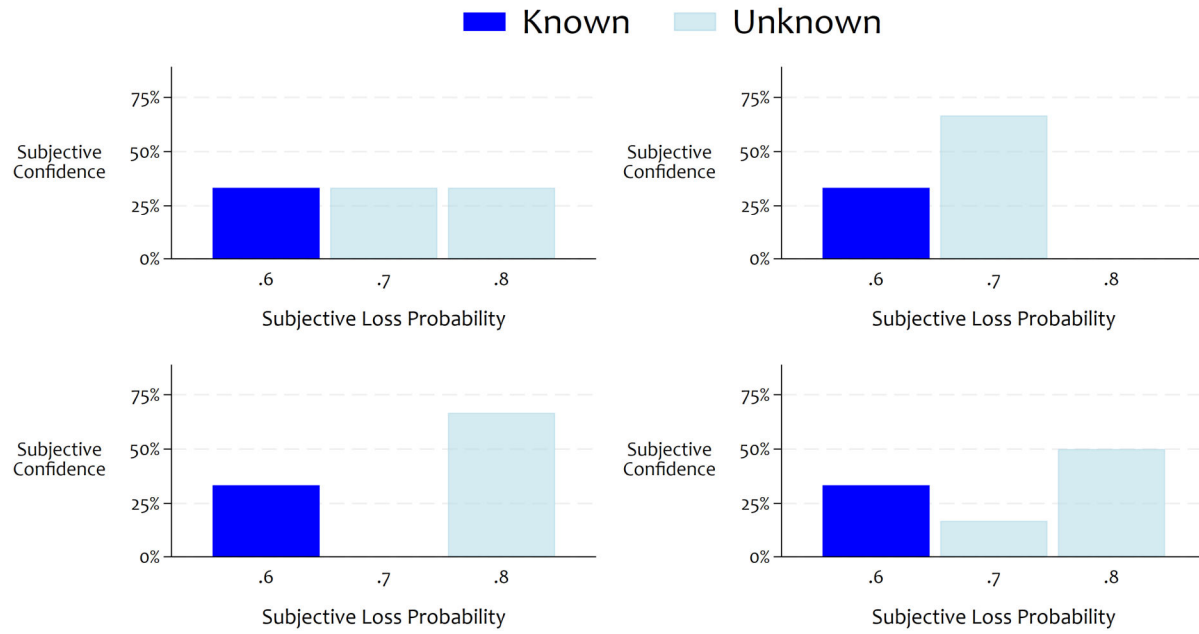 Known Unknown
75%
50%
25%
0%
Subjective
Confidence
.6 .7 .8
Subjective Loss Probability
75%
50%
25%
0%
Subjective
Confidence
.6 .7 .8
Subjective Loss Probability
75%
50%
25%
0%
Subjective
Confidence
.6 .7 .8
Subjective Loss Probability
75%
50%
25%
0%
Subjective
Confidence
.6 .7 .8
Subjective Loss Probability